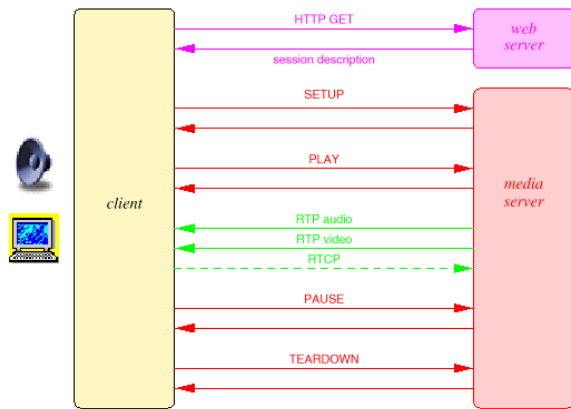 HTTP GET
web
server
session description
SETUP
PLAY
media
server
client
RTP audio
RTP video
RTCP
PAUSE
TEARDOWN